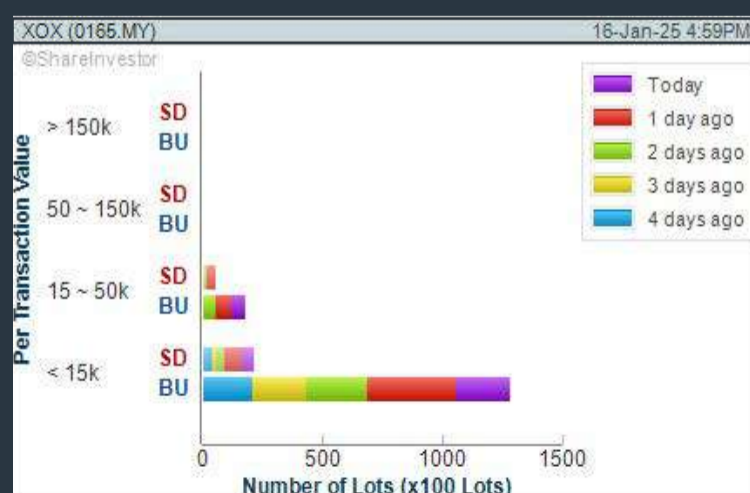 XOX (0165.MY) 16-Jan-25 4:59PM
©ShareInvestor
Today
1 day ago
2 days ago
3 days ago
4 days ago
Per Transaction Value
> 150k
SD
BU
50 ~ 150k
SD
BU
15 ~ 50k
SD
BU
< 15k
SD
BU
0 500 1000 1500
Number of Lots (x100 Lots)